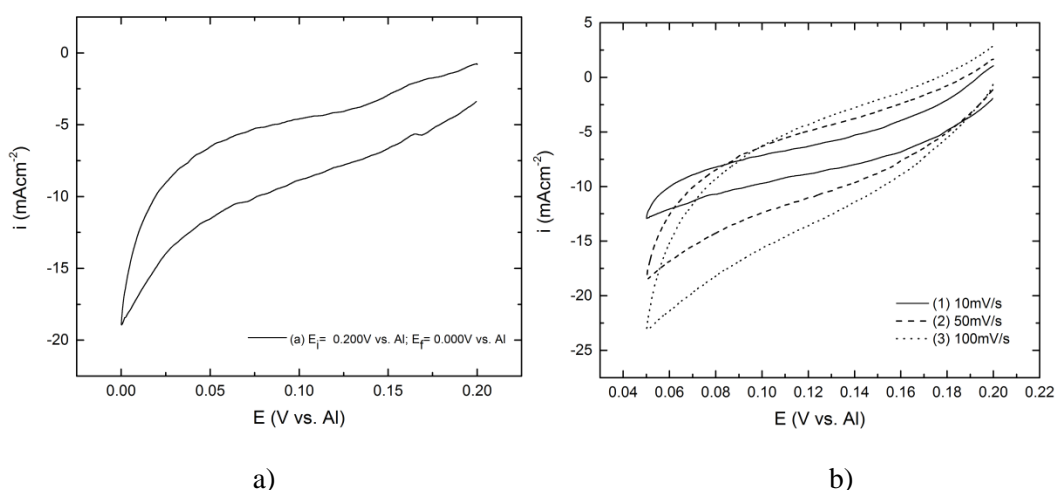 0
-5
-10
-15
-20
i (mAcm-2)
(a) Ei= 0.200V vs. Al; Ef= 0.000V vs. Al
0.00 0.05 0.10 0.15 0.20
E (V vs. Al)
a)
5
0
-5
-10
-15
-20
-25
i (mAcm-2)
(1) 10mV/s
(2) 50mV/s
(3) 100mV/s
0.04 0.06 0.08 0.10 0.12 0.14 0.16 0.18 0.20 0.22
E (V vs. Al)
b)